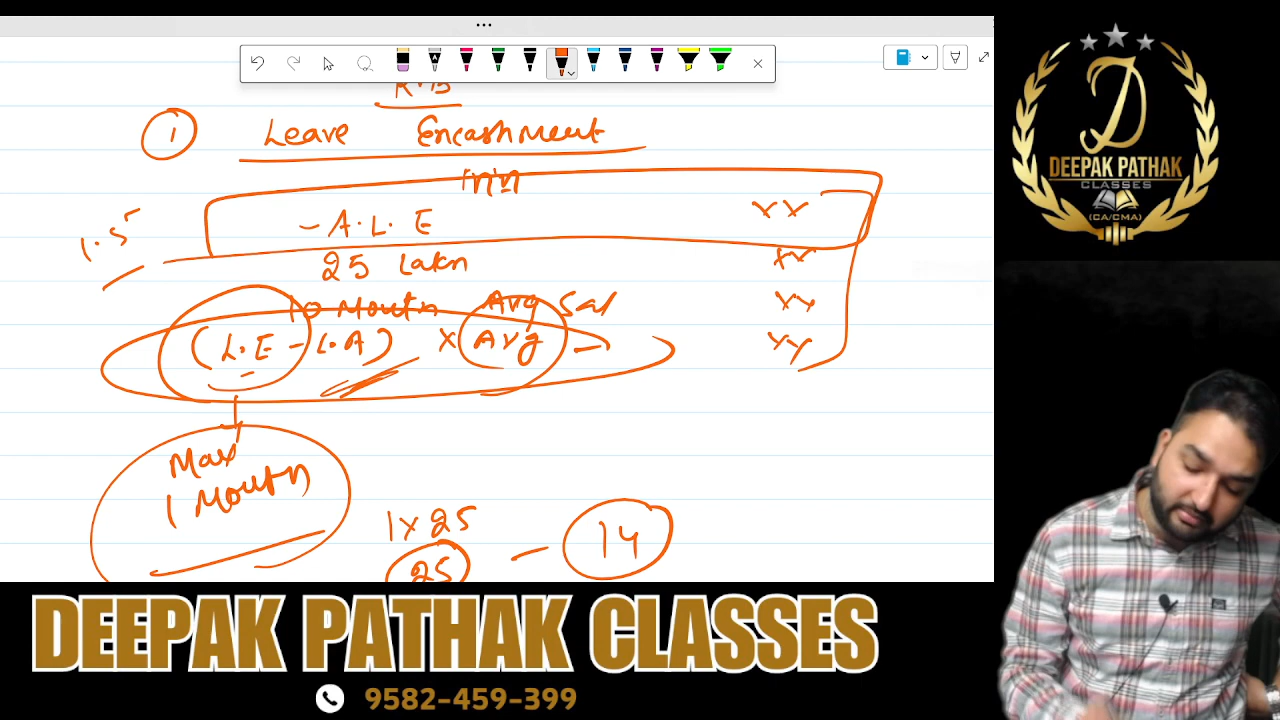 R.B
1 Leave Encashment
min
- A. L. E XX
1.5
25 Lakh XX
10 Month Avg Sal XX
(L.E - L.A) X Avg XX
Max
1 Month
1 x 25
25 - 14
D
DEEPAK PATHAK
CLASSES
(CA/CMA)
DEEPAK PATHAK CLASSES
9582-459-399